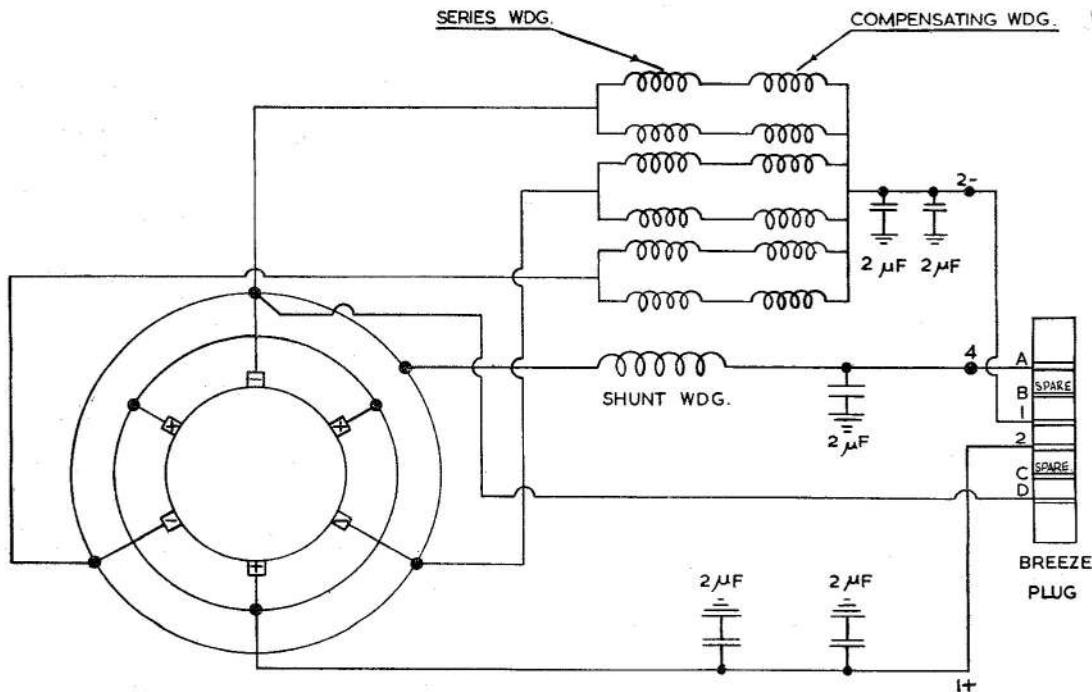 SERIES WDG.
COMPENSATING WDG.
2-
2 µF
2 µF
4
A
SPARE
B
1
2
SPARE
C
D
SHUNT WDG.
2 µF
BREEZE
PLUG
2 µF
2 µF
1+
-
+
+
-
-
+